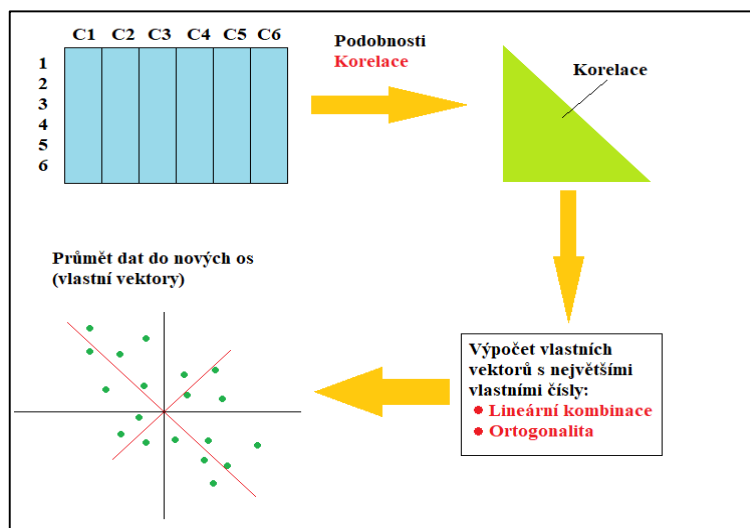 C1 C2 C3 C4 C5 C6
1
2
3
4
5
6
Podobnosti
Korelace
Korelace
Výpočet vlastních
vektorů s největšími
vlastními čísly:
Lineární kombinace
Ortogonalita
Průmět dat do nových os
(vlastní vektory)